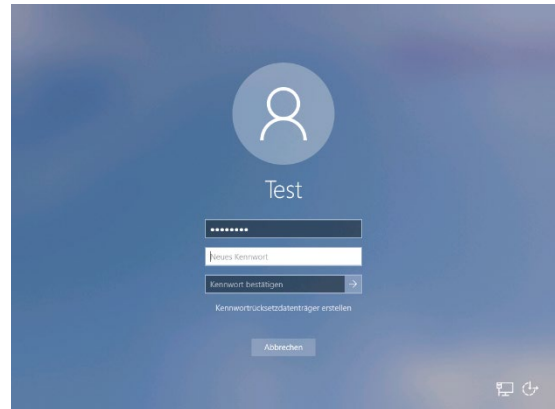 Test
Neues Kennwort
Kennwort bestätigen
Kennwortrücksetzdatenträger erstellen
Abbrechen